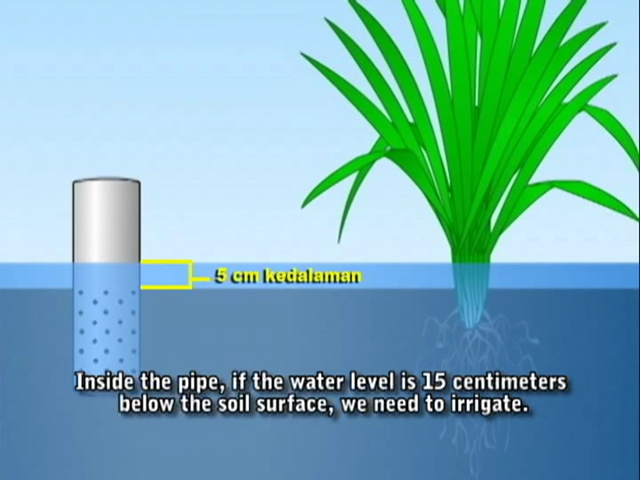 5 cm kedalaman
Inside the pipe, if the water level is 15 centimeters
below the soil surface, we need to irrigate.